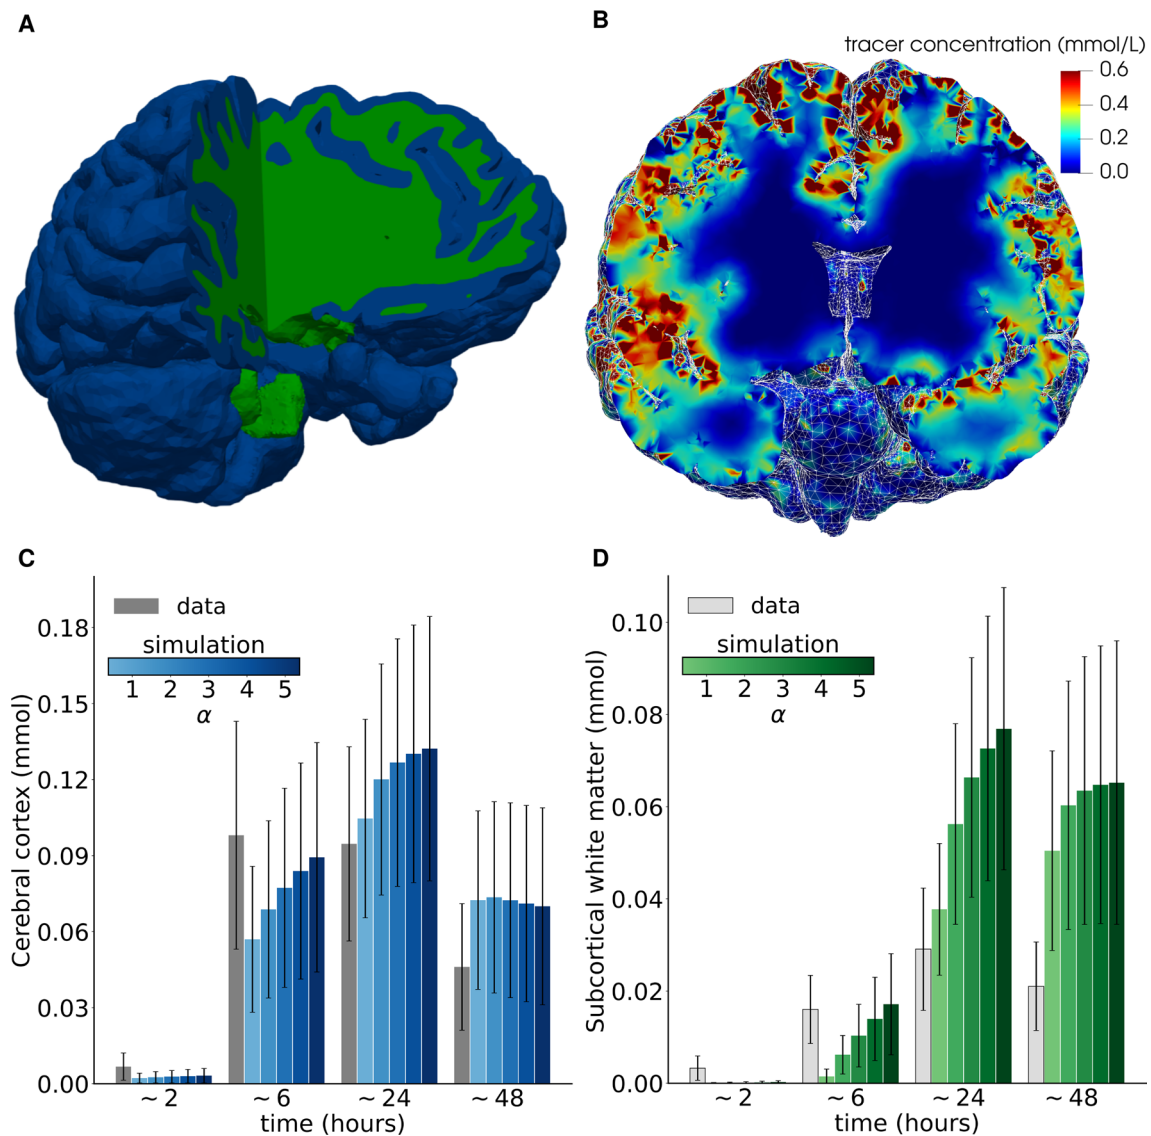 A
B
tracer concentration (mmol/L)
0.6
0.4
0.2
0.0
C
data
simulation
1 2 3 4 5
α
Cerebral cortex (mmol)
0.18
0.15
0.12
0.09
0.06
0.03
0.00
~2 ~6 ~24 ~48
time (hours)
D
data
simulation
1 2 3 4 5
α
Subcortical white matter (mmol)
0.10
0.08
0.06
0.04
0.02
0.00
~2 ~6 ~24 ~48
time (hours)